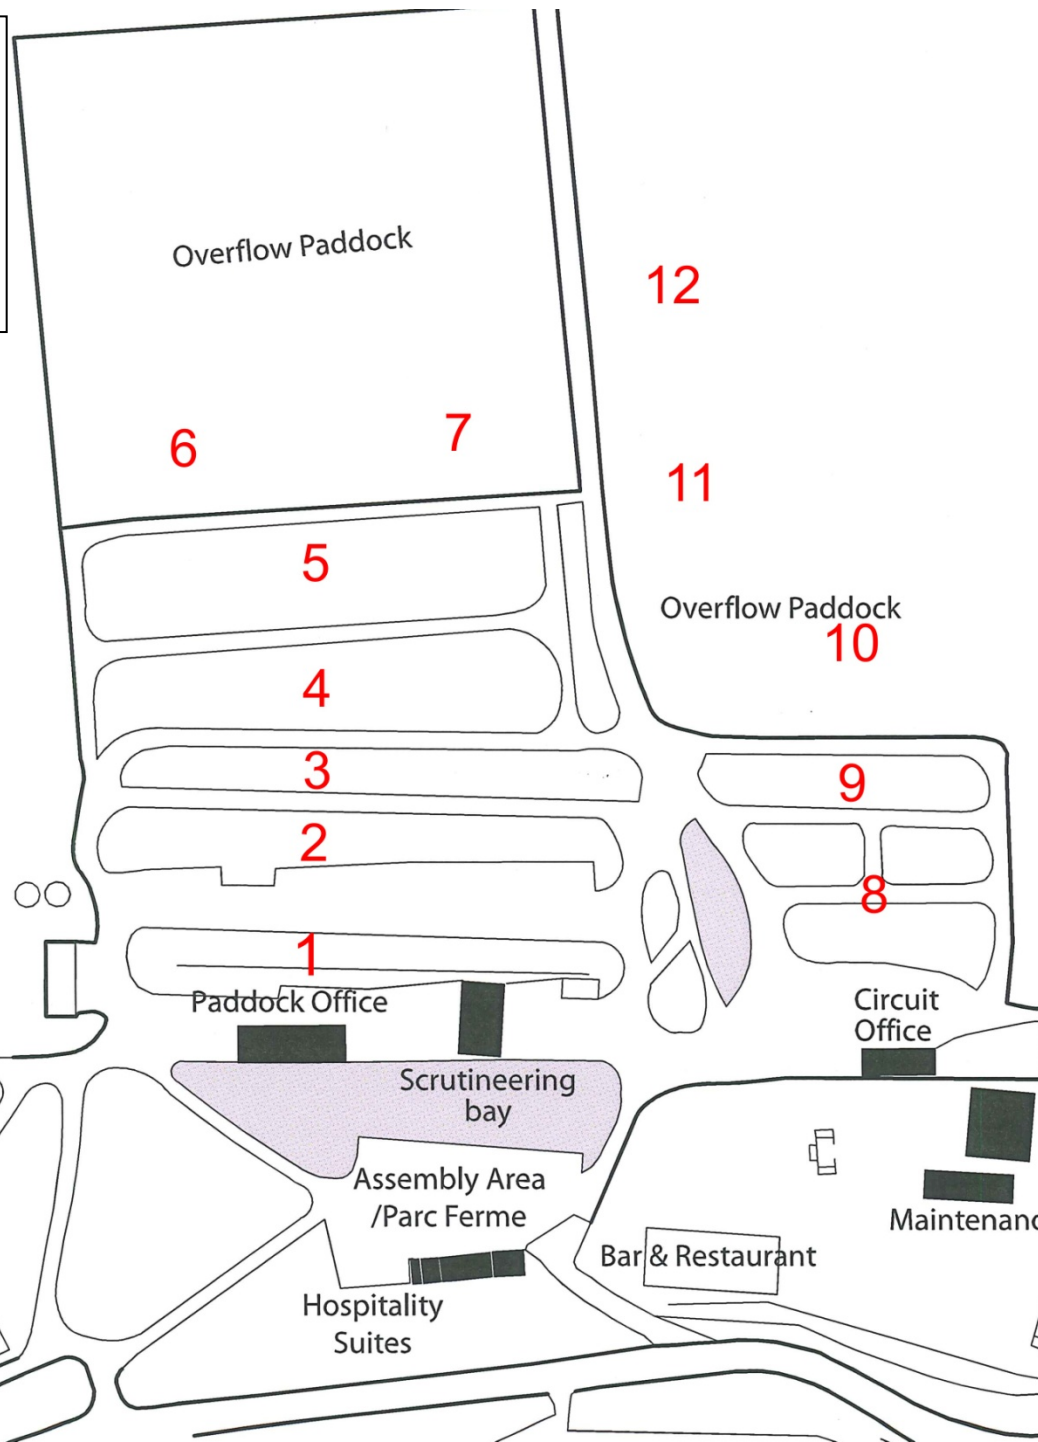 Overflow Paddock
12
7
6
11
5
Overflow Paddock
10
4
3
9
2
8
1
Paddock Office
Circuit
Office
Scrutineering
bay
Assembly Area
/Parc Ferme
Maintenanc
Bar & Restaurant
Hospitality
Suites